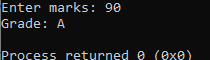 Enter marks: 90
Grade: A
Process returned 0 (0x0)